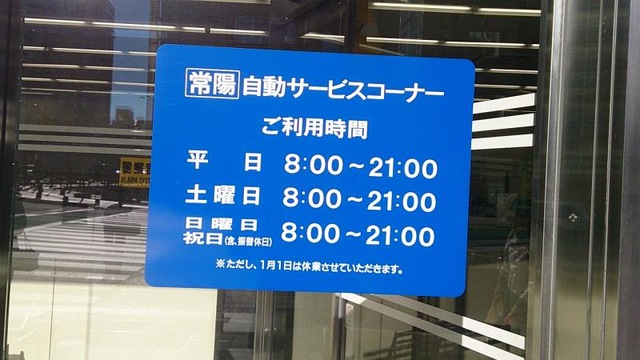 常陽 自動サービスコーナー
ご利用時間
平日 8:00～21:00
土曜日 8:00～21:00
日曜日
祝日(含、振替休日) 8:00～21:00
※ただし、1月1日は休業させていただきます。
ALARM SYS